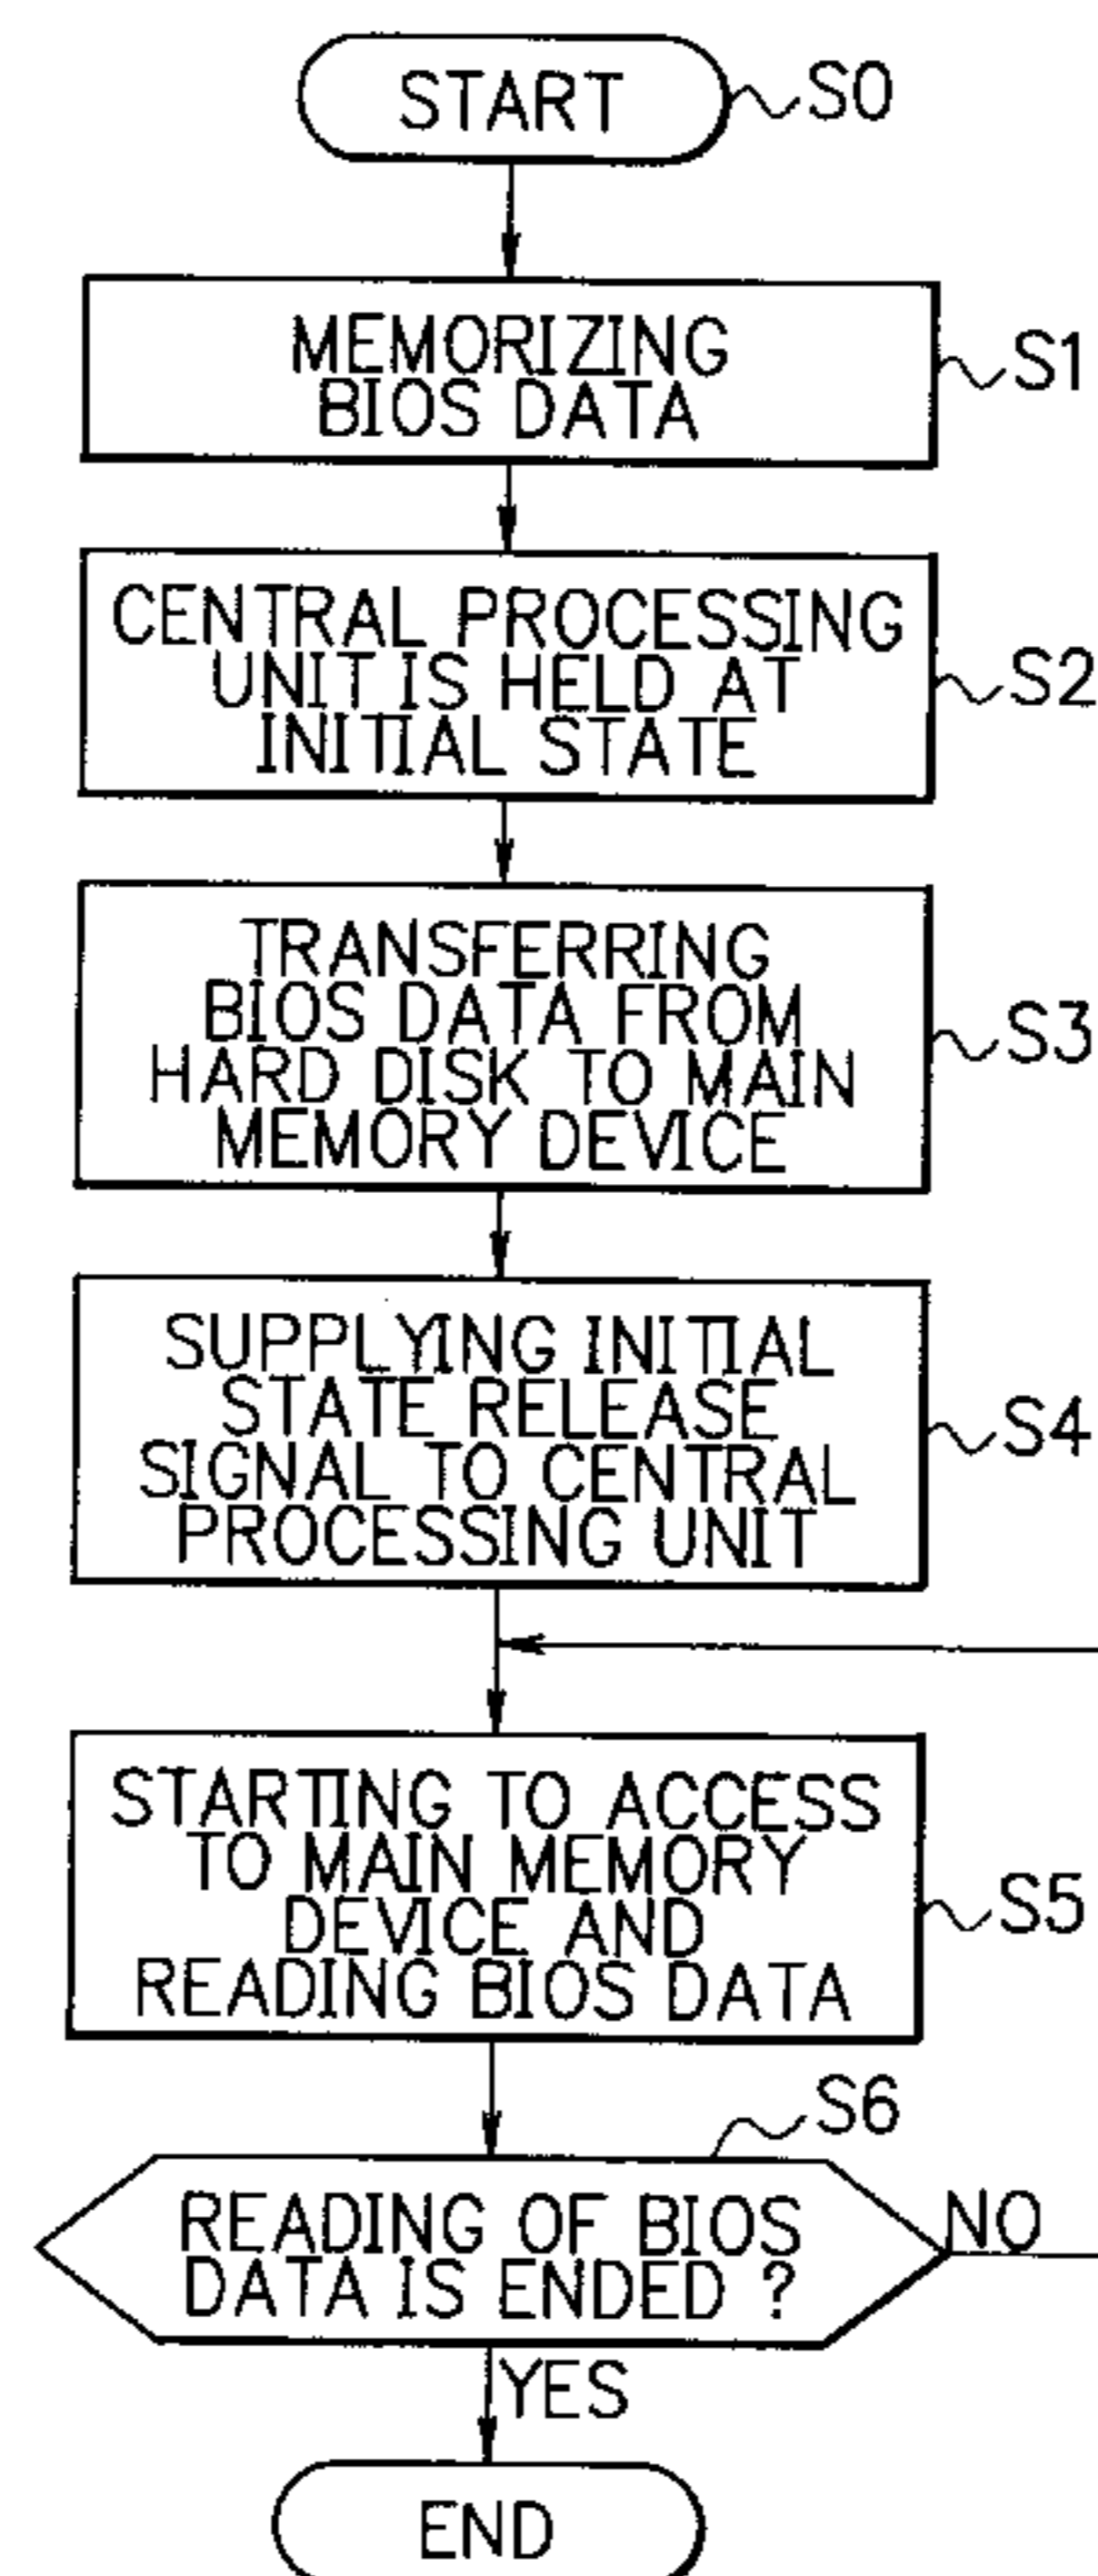 START
S0
MEMORIZING
BIOS DATA
S1
CENTRAL PROCESSING
UNIT IS HELD AT
INITIAL STATE
S2
TRANSFERRING
BIOS DATA FROM
HARD DISK TO MAIN
MEMORY DEVICE
S3
SUPPLYING INITIAL
STATE RELEASE
SIGNAL TO CENTRAL
PROCESSING UNIT
S4
STARTING TO ACCESS
TO MAIN MEMORY
DEVICE AND
READING BIOS DATA
S5
S6
READING OF BIOS
DATA IS ENDED ?
NO
YES
END